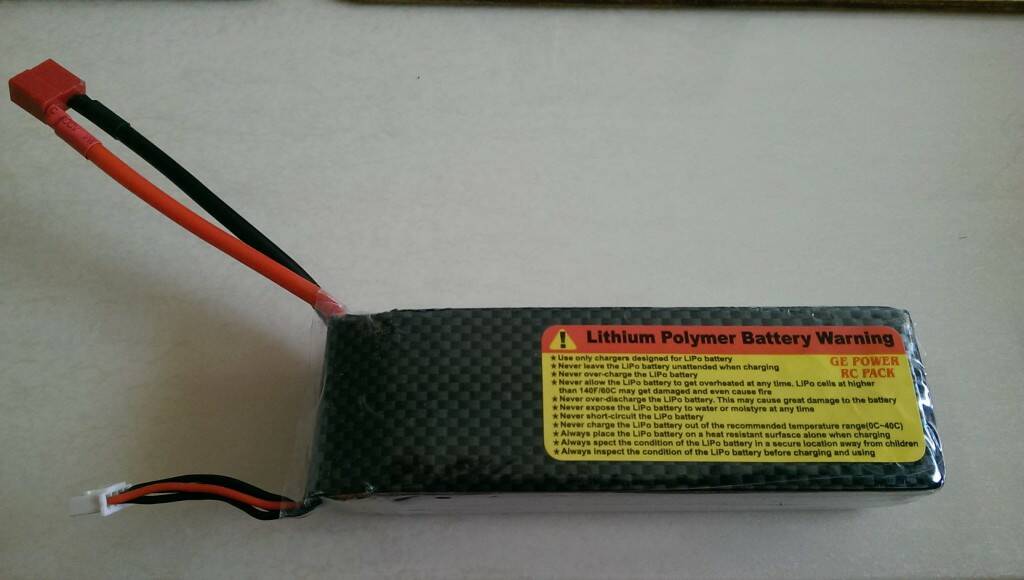 Lithium Polymer Battery Warning
GE POWER
RC PACK
★Use only chargers designed for LiPo battery
★Never leave the LiPo battery unattended when charging
★Never over-charge the LiPo battery
★Never allow the LiPo battery to get overheated at any time. LiPo cells at higher
than 140F/60C may get damaged and even cause fire
★Never over-discharge the LiPo battery. This may cause great damage to the battery
★Never expose the LiPo battery to water or moistyre at any time
★Never short-circuit the LiPo battery
★Never charge the LiPo battery out of the recomended temperature range(0C~40C)
★Always place the LiPo battery on a heat resistant surfasce alone when charging
★Always spect the condition of the LiPo battery in a secure location away from children
★Always inspect the condition of the LiPo battery before charging and using